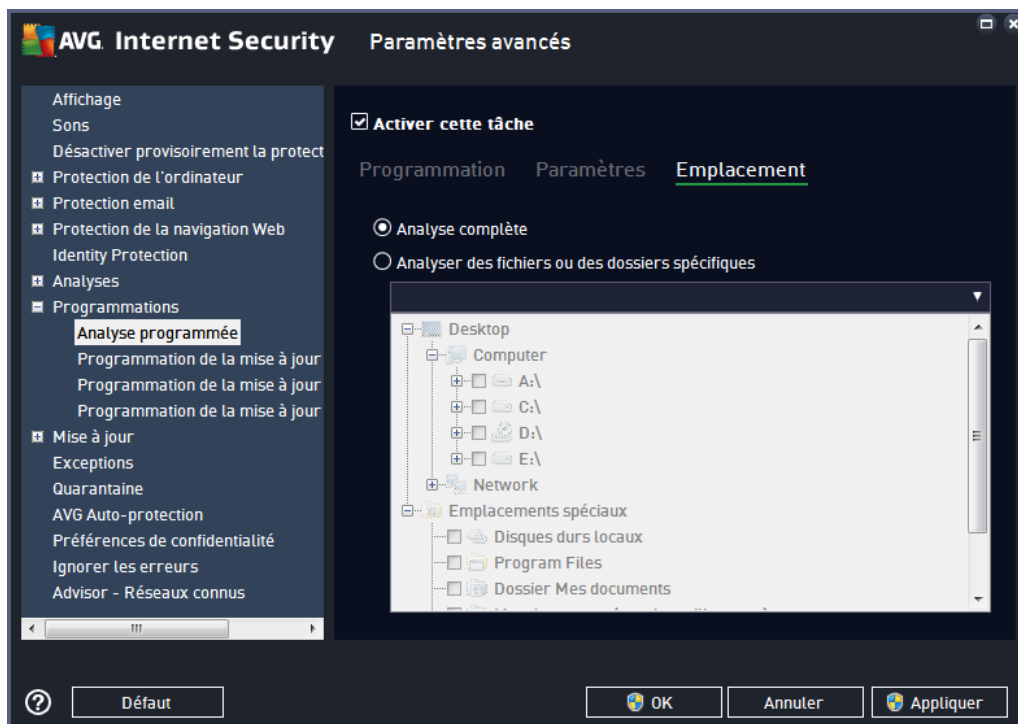 AVG. Internet Security Paramètres avancés
Affichage
Sons
Désactiver provisoirement la protect
Protection de l'ordinateur
Protection email
Protection de la navigation Web
Identity Protection
Analyses
Programmations
Analyse programmée
Programmation de la mise à jour
Programmation de la mise à jour
Programmation de la mise à jour
Mise à jour
Exceptions
Quarantaine
AVG Auto-protection
Préférences de confidentialité
Ignorer les erreurs
Advisor - Réseaux connus
Activer cette tâche
Programmation Paramètres Emplacement
Analyse complète
Analyser des fichiers ou des dossiers spécifiques
Desktop
Computer
A:\
C:\
D:\
E:\
Network
Emplacements spéciaux
Disques durs locaux
Program Files
Dossier Mes documents
? Défaut OK Annuler Appliquer